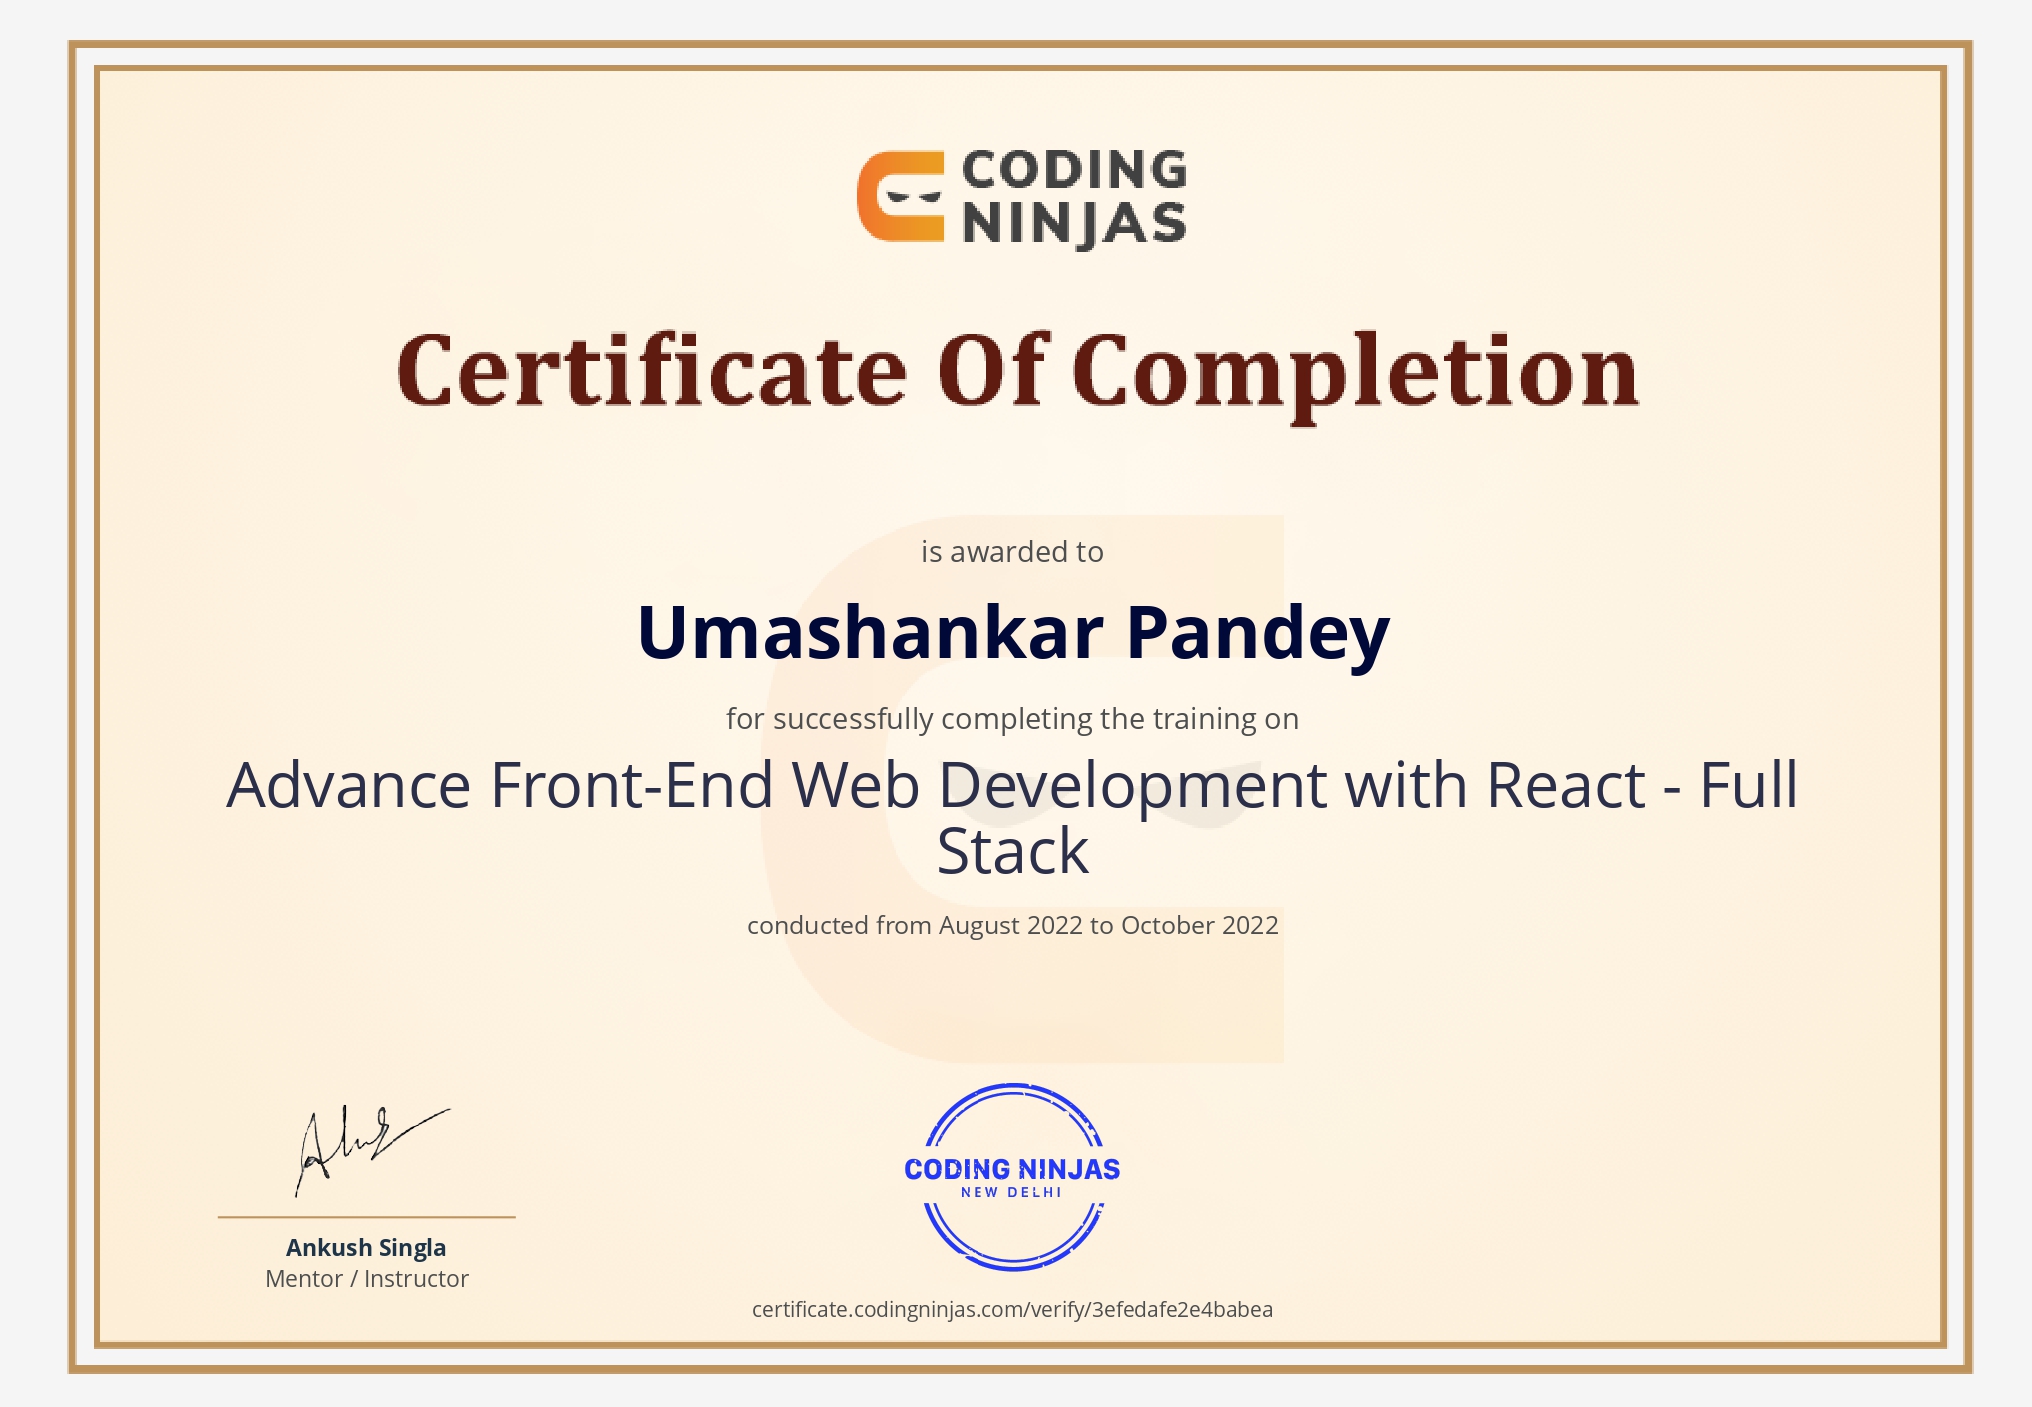 CODING
NINJAS
Certificate Of Completion
is awarded to
Umashankar Pandey
for successfully completing the training on
Advance Front-End Web Development with React - Full
Stack
conducted from August 2022 to October 2022
CODING NINJAS
NEW DELHI
Ankush Singla
Mentor / Instructor
certificate.codingninjas.com/verify/3efedafe2e4babea